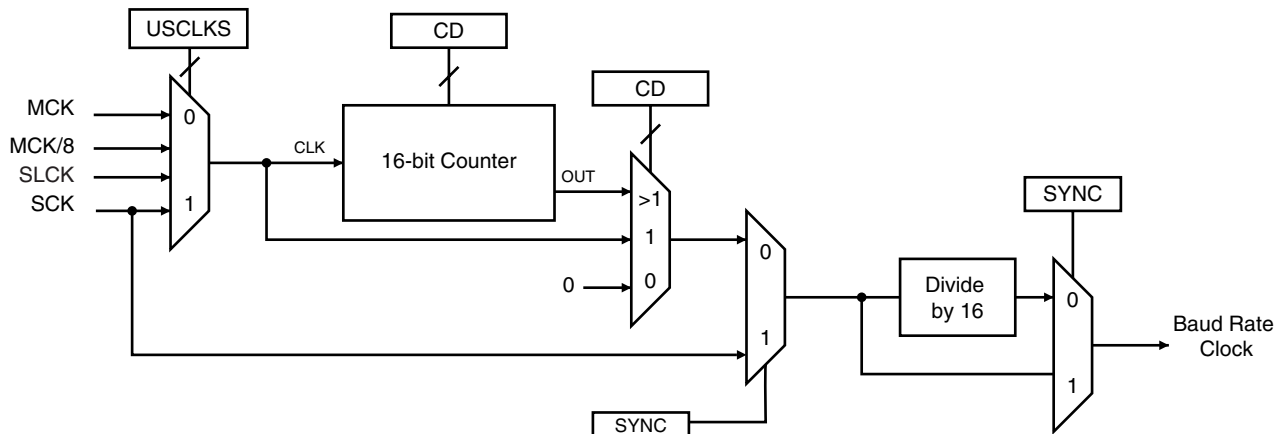 USCLKS
CD
CD
MCK
0
MCK/8
CLK
16-bit Counter
SLCK
OUT
SCK
1
>1
SYNC
1
0
0
0
Divide
by 16
0
1
1
Baud Rate
Clock
SYNC